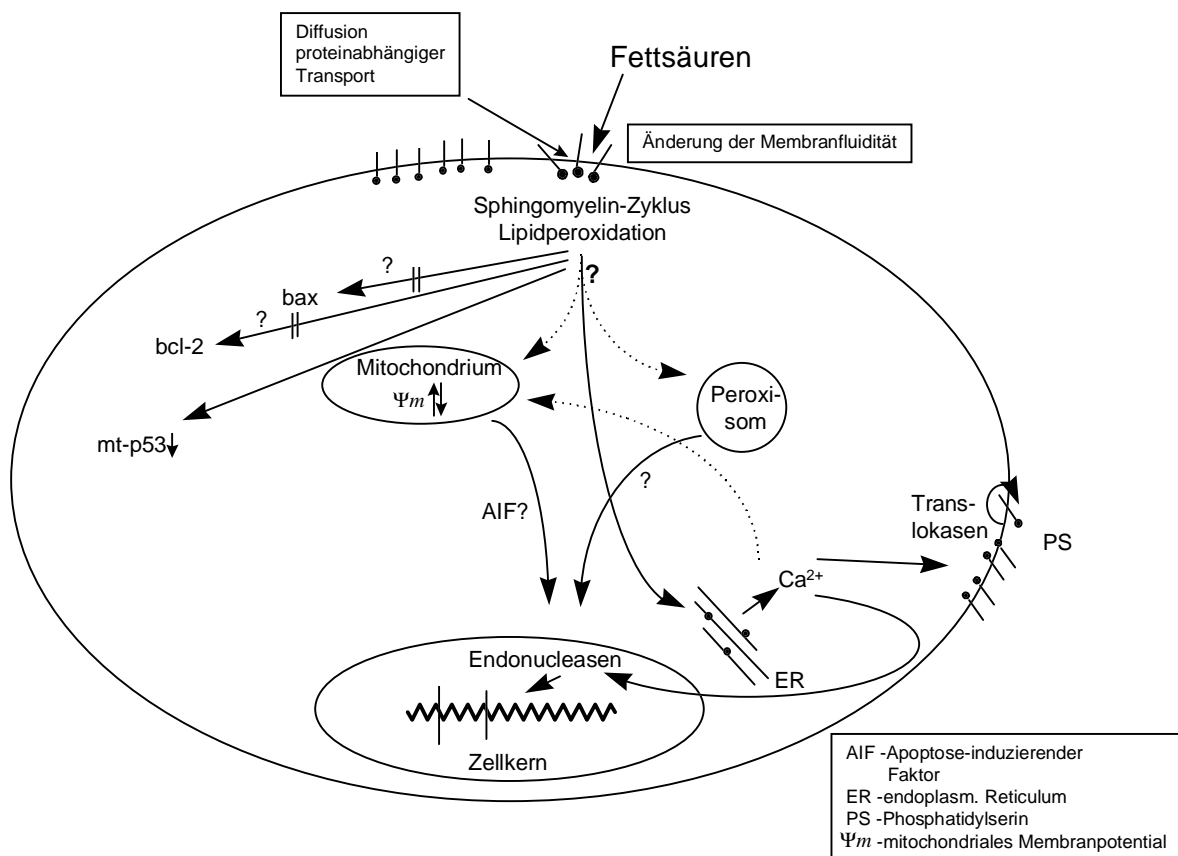 Diffusion
proteinabhängiger
Transport
Fettsäuren
Änderung der Membranfluidität
Sphingomyelin-Zyklus
Lipidperoxidation
?
?
bax
?
bcl-2
Mitochondrium
Ψm
Peroxi-
som
mt-p53
?
AIF?
Trans-
lokasen
PS
Ca²⁺
Endonucleasen
ER
Zellkern
AIF -Apoptose-induzierender
Faktor
ER -endoplasm. Reticulum
PS -Phosphatidylserin
Ψm -mitochondriales Membranpotential